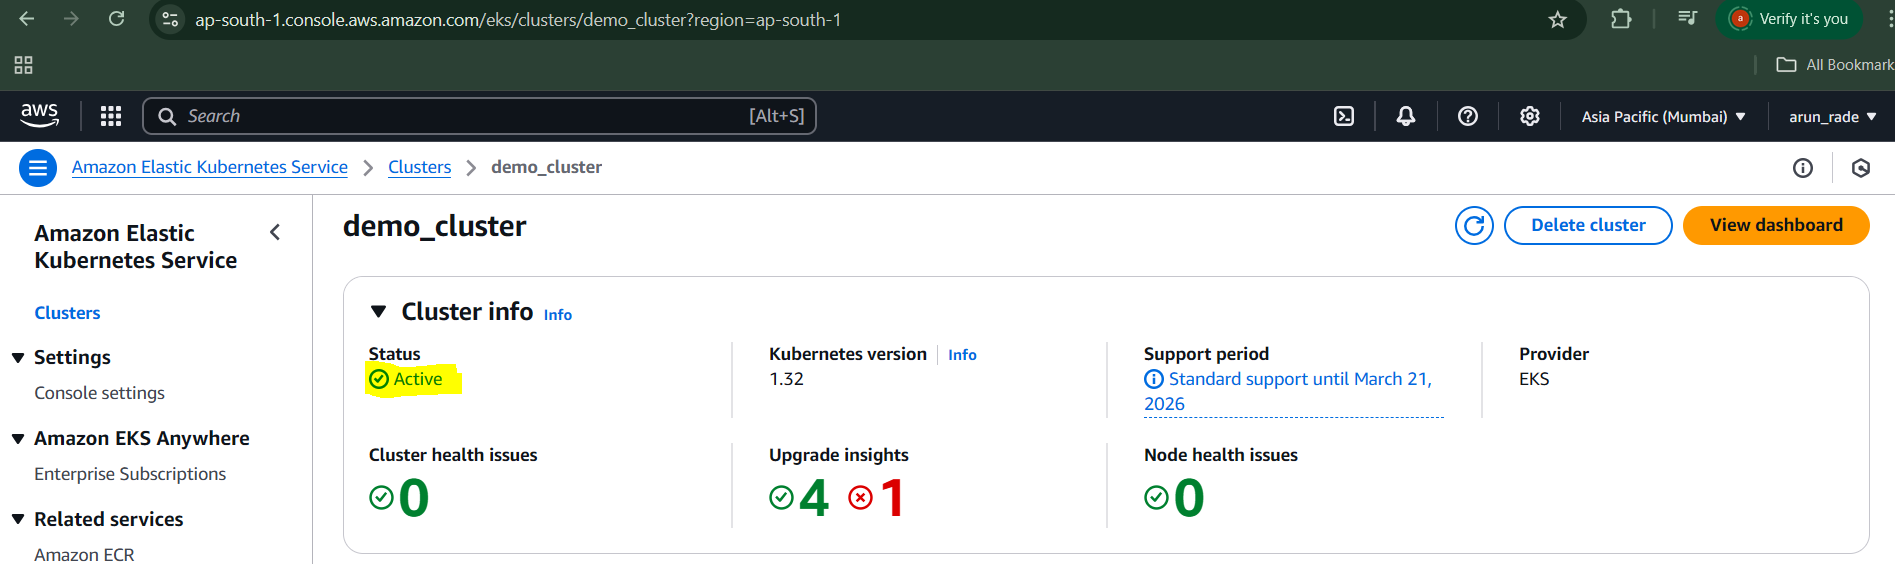 ap-south-1.console.aws.amazon.com/eks/clusters/demo_cluster?region=ap-south-1
a Verify it's you
All Bookmark
aws
Search [Alt+S]
Asia Pacific (Mumbai)
arun_rade
Amazon Elastic Kubernetes Service > Clusters > demo_cluster
Amazon Elastic
Kubernetes Service
Clusters
Settings
Console settings
Amazon EKS Anywhere
Enterprise Subscriptions
Related services
Amazon ECR
demo_cluster
Delete cluster
View dashboard
Cluster info Info
Status
Active
Kubernetes version Info
1.32
Support period
Standard support until March 21,
2026
Provider
EKS
Cluster health issues
0
Upgrade insights
4 1
Node health issues
0